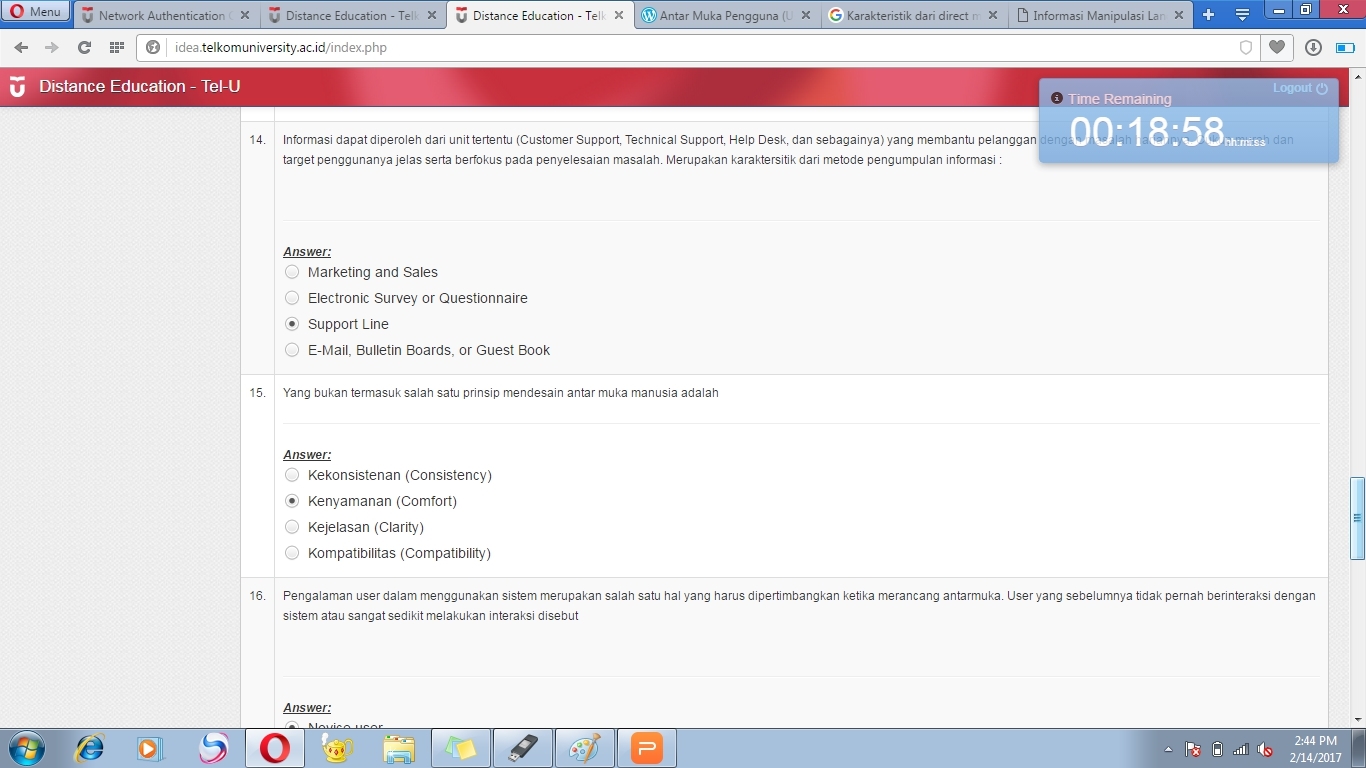 Menu
Network Authentication
Distance Education - Telk
Distance Education - Telk
Antar Muka Pengguna (U
Karakteristik dari direct m
Informasi Manipulasi Lan
idea.telkomuniversity.ac.id/index.php
Distance Education - Tel-U
Logout
Time Remaining
00:18:58 hh:m:ss
14. Informasi dapat diperoleh dari unit tertentu (Customer Support, Technical Support, Help Desk, dan sebagainya) yang membantu pelanggan dengan dan
target penggunanya jelas serta berfokus pada penyelesaian masalah. Merupakan karaktersitik dari metode pengumpulan informasi :
Answer:
Marketing and Sales
Electronic Survey or Questionnaire
Support Line
E-Mail, Bulletin Boards, or Guest Book
15. Yang bukan termasuk salah satu prinsip mendesain antar muka manusia adalah
Answer:
Kekonsistenan (Consistency)
Kenyamanan (Comfort)
Kejelasan (Clarity)
Kompatibilitas (Compatibility)
16. Pengalaman user dalam menggunakan sistem merupakan salah satu hal yang harus dipertimbangkan ketika merancang antarmuka. User yang sebelumnya tidak pernah berinteraksi dengan
sistem atau sangat sedikit melakukan interaksi disebut
Answer:
Novice user
2:44 PM
2/14/2017